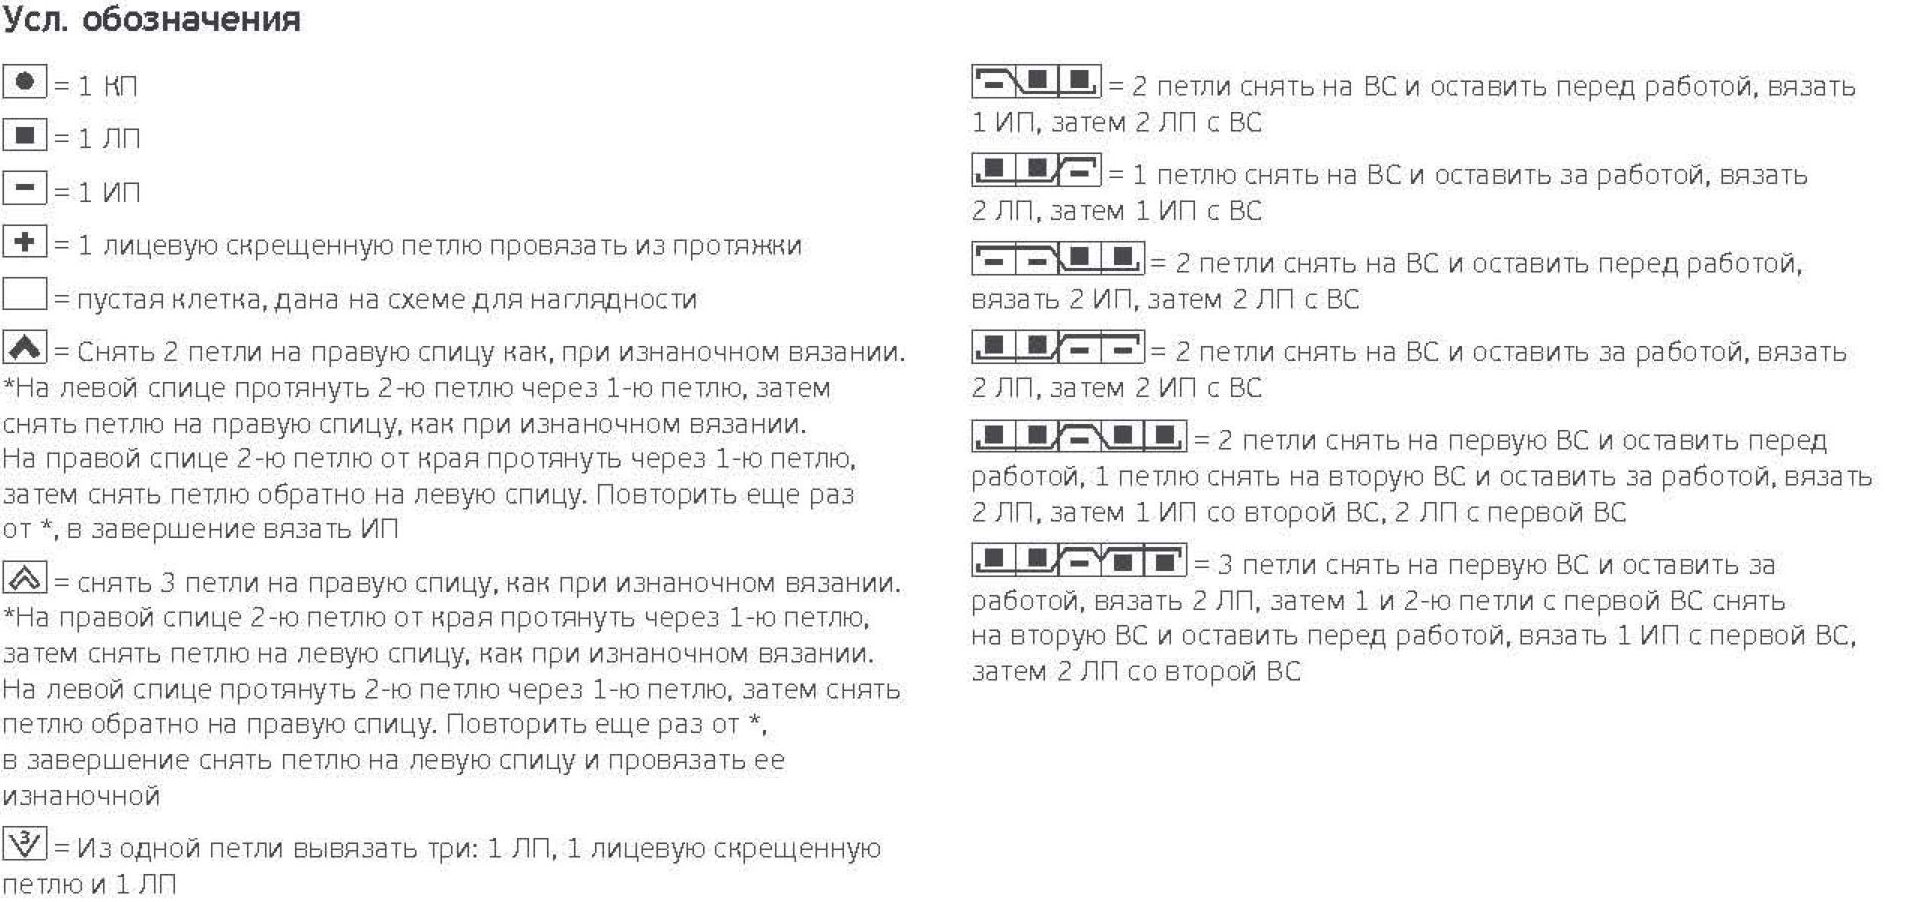 Усл. обозначения
= 1 КП
= 1 ЛП
= 1 ИП
= 1 лицевую скрещенную петлю провязать из протяжки
= пустая клетка, дана на схеме для наглядности
= Снять 2 петли на правую спицу как, при изнаночном вязании.
*На левой спице протянуть 2-ю петлю через 1-ю петлю, затем
снять петлю на правую спицу, как при изнаночном вязании.
На правой спице 2-ю петлю от края протянуть через 1-ю петлю,
затем снять петлю обратно на левую спицу. Повторить еще раз
от *, в завершение вязать ИП
= снять 3 петли на правую спицу, как при изнаночном вязании.
*На правой спице 2-ю петлю от края протянуть через 1-ю петлю,
затем снять петлю на левую спицу, как при изнаночном вязании.
На левой спице протянуть 2-ю петлю через 1-ю петлю, затем снять
петлю обратно на правую спицу. Повторить еще раз от *,
в завершение снять петлю на левую спицу и провязать ее
изнаночной
3 = Из одной петли вывязать три: 1 ЛП, 1 лицевую скрещенную
петлю и 1 ЛП
= 2 петли снять на ВС и оставить перед работой, вязать
1 ИП, затем 2 ЛП с ВС
= 1 петлю снять на ВС и оставить за работой, вязать
2 ЛП, затем 1 ИП с ВС
= 2 петли снять на ВС и оставить перед работой,
вязать 2 ИП, затем 2 ЛП с ВС
= 2 петли снять на ВС и оставить за работой, вязать
2 ЛП, затем 2 ИП с ВС
= 2 петли снять на первую ВС и оставить перед
работой, 1 петлю снять на вторую ВС и оставить за работой, вязать
2 ЛП, затем 1 ИП со второй ВС, 2 ЛП с первой ВС
= 3 петли снять на первую ВС и оставить за
работой, вязать 2 ЛП, затем 1 и 2-ю петли с первой ВС снять
на вторую ВС и оставить перед работой, вязать 1 ИП с первой ВС,
затем 2 ЛП со второй ВС